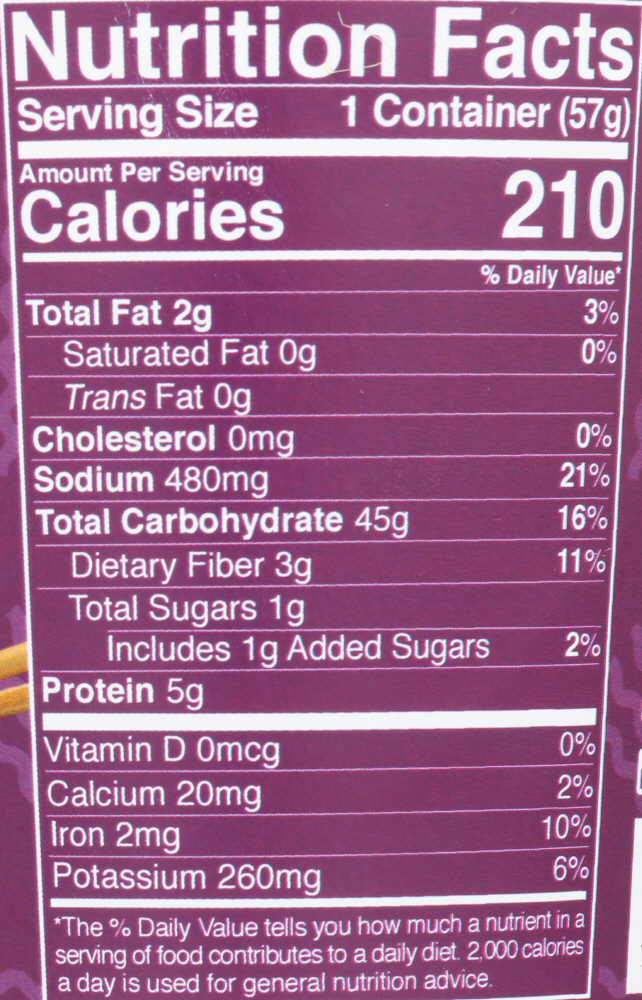 Nutrition Facts
Serving Size 1 Container (57g)
Amount Per Serving
Calories 210
% Daily Value*
Total Fat 2g 3%
Saturated Fat 0g 0%
Trans Fat 0g
Cholesterol 0mg 0%
Sodium 480mg 21%
Total Carbohydrate 45g 16%
Dietary Fiber 3g 11%
Total Sugars 1g
Includes 1g Added Sugars 2%
Protein 5g
Vitamin D 0mcg 0%
Calcium 20mg 2%
Iron 2mg 10%
Potassium 260mg 6%
*The % Daily Value tells you how much a nutrient in a
serving of food contributes to a daily diet. 2,000 calories
a day is used for general nutrition advice.